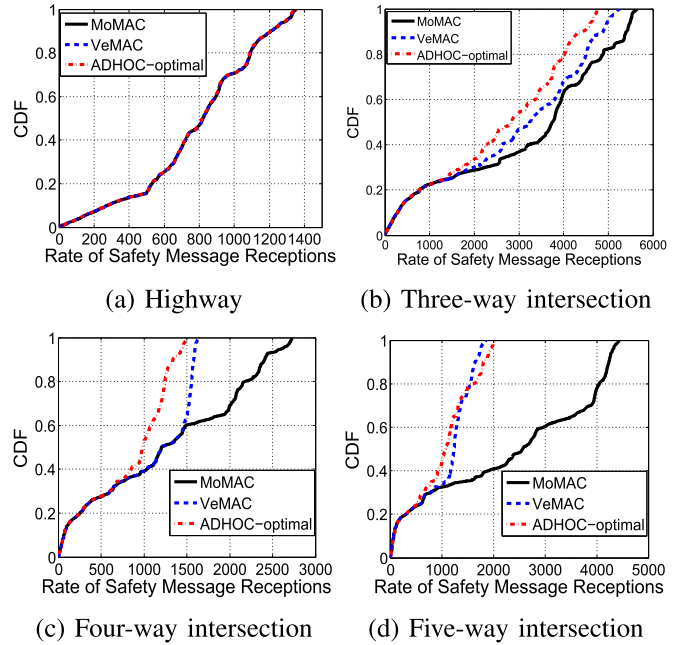 MoMAC
VeMAC
ADHOC-optimal
CDF
1
0.8
0.6
0.4
0.2
0
0 200 400 600 800 1000 1200 1400
Rate of Safety Message Receptions
(a) Highway
MoMAC
VeMAC
ADHOC-optimal
CDF
1
0.8
0.6
0.4
0.2
0
0 1000 2000 3000 4000 5000 6000
Rate of Safety Message Receptions
(b) Three-way intersection
CDF
1
0.8
0.6
0.4
0.2
0
MoMAC
VeMAC
ADHOC-optimal
0 500 1000 1500 2000 2500 3000
Rate of Safety Message Receptions
(c) Four-way intersection
CDF
1
0.8
0.6
0.4
0.2
0
MoMAC
VeMAC
ADHOC-optimal
0 1000 2000 3000 4000 5000
Rate of Safety Message Receptions
(d) Five-way intersection